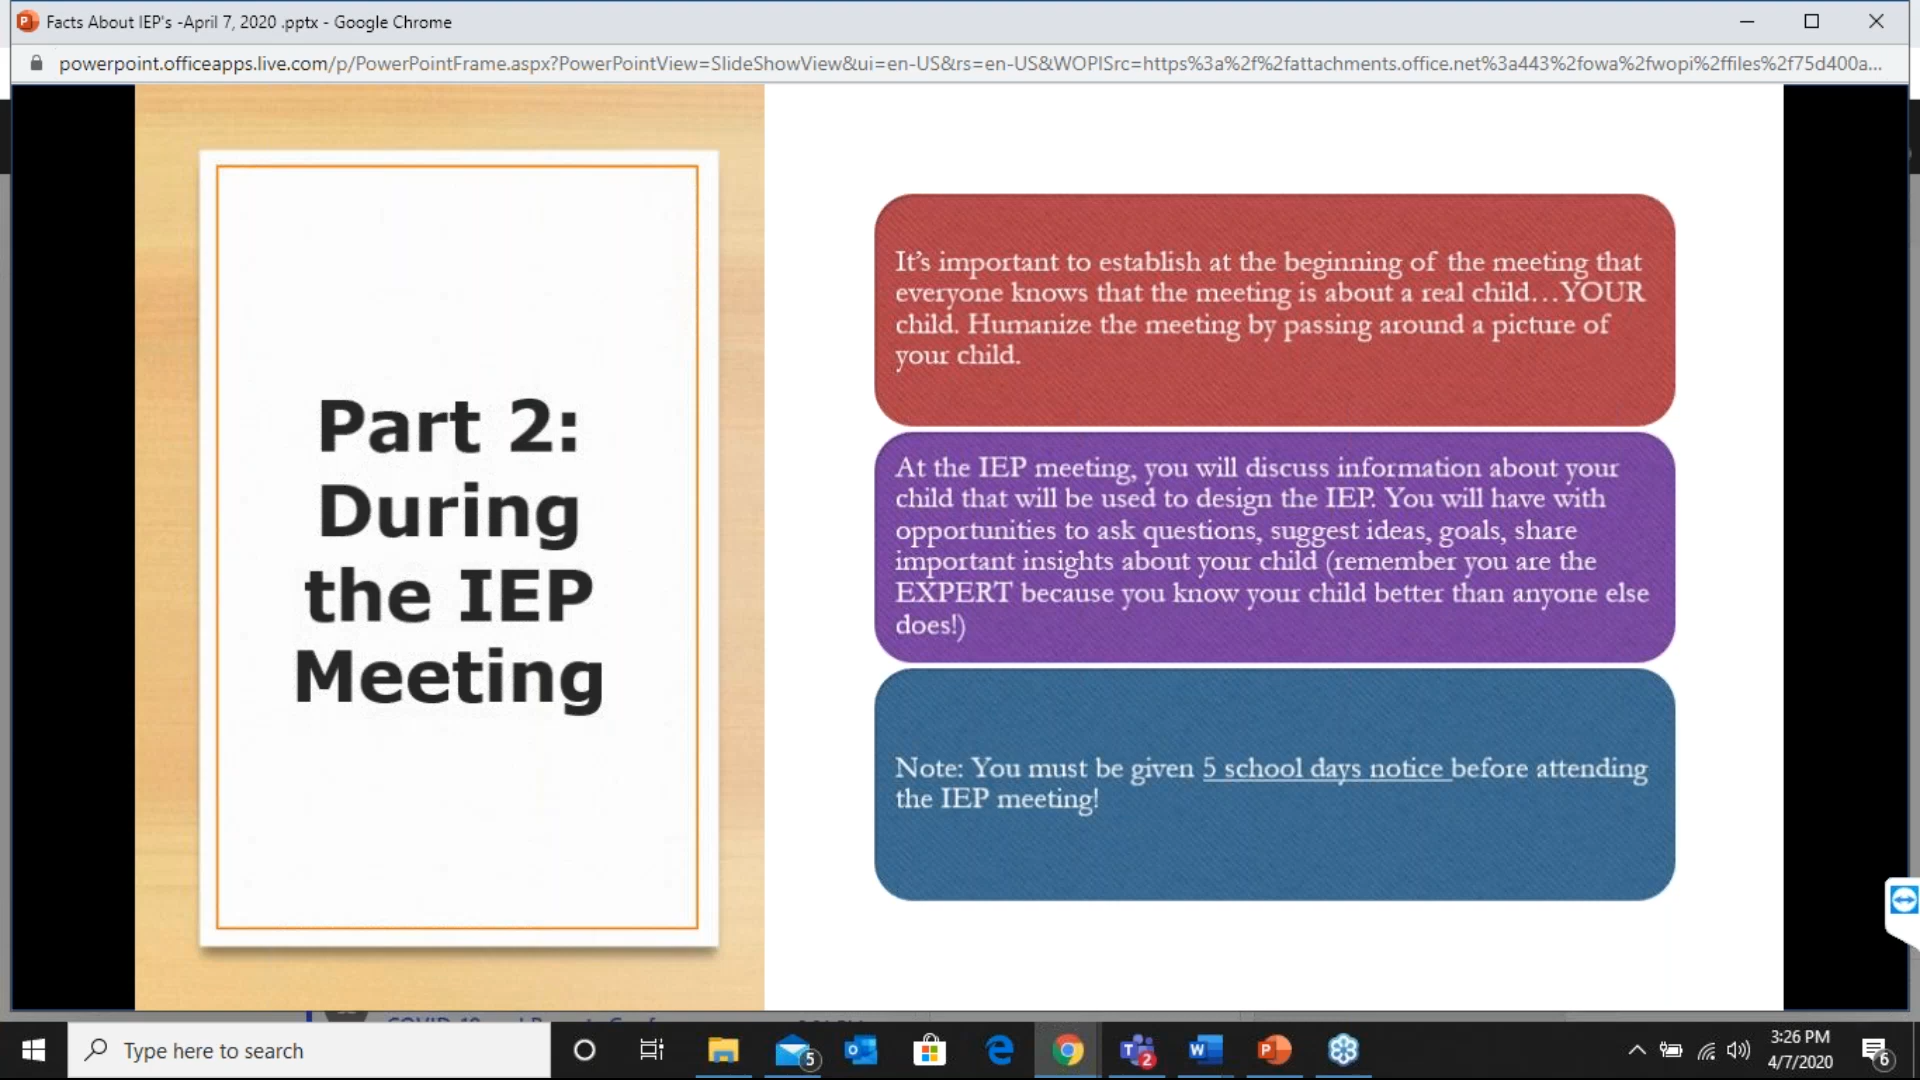 Facts About IEP's -April 7, 2020 .pptx - Google Chrome
powerpoint.officeapps.live.com/p/PowerPointFrame.aspx?PowerPointView=SlideShowView&ui=en-US&rs=en-US&WOPISrc=https%3a%2f%2fattachments.office.net%3a443%2fowa%2fwopi%2ffiles%2f75d400a...
Part 2:
During
the IEP
Meeting
It's important to establish at the beginning of the meeting that
everyone knows that the meeting is about a real child...YOUR
child. Humanize the meeting by passing around a picture of
your child.
At the IEP meeting, you will discuss information about your
child that will be used to design the IEP. You will have with
opportunities to ask questions, suggest ideas, goals, share
important insights about your child (remember you are the
EXPERT because you know your child better than anyone else
does!)
Note: You must be given 5 school days notice before attending
the IEP meeting!
Type here to search
5
2
3:26 PM
4/7/2020
6